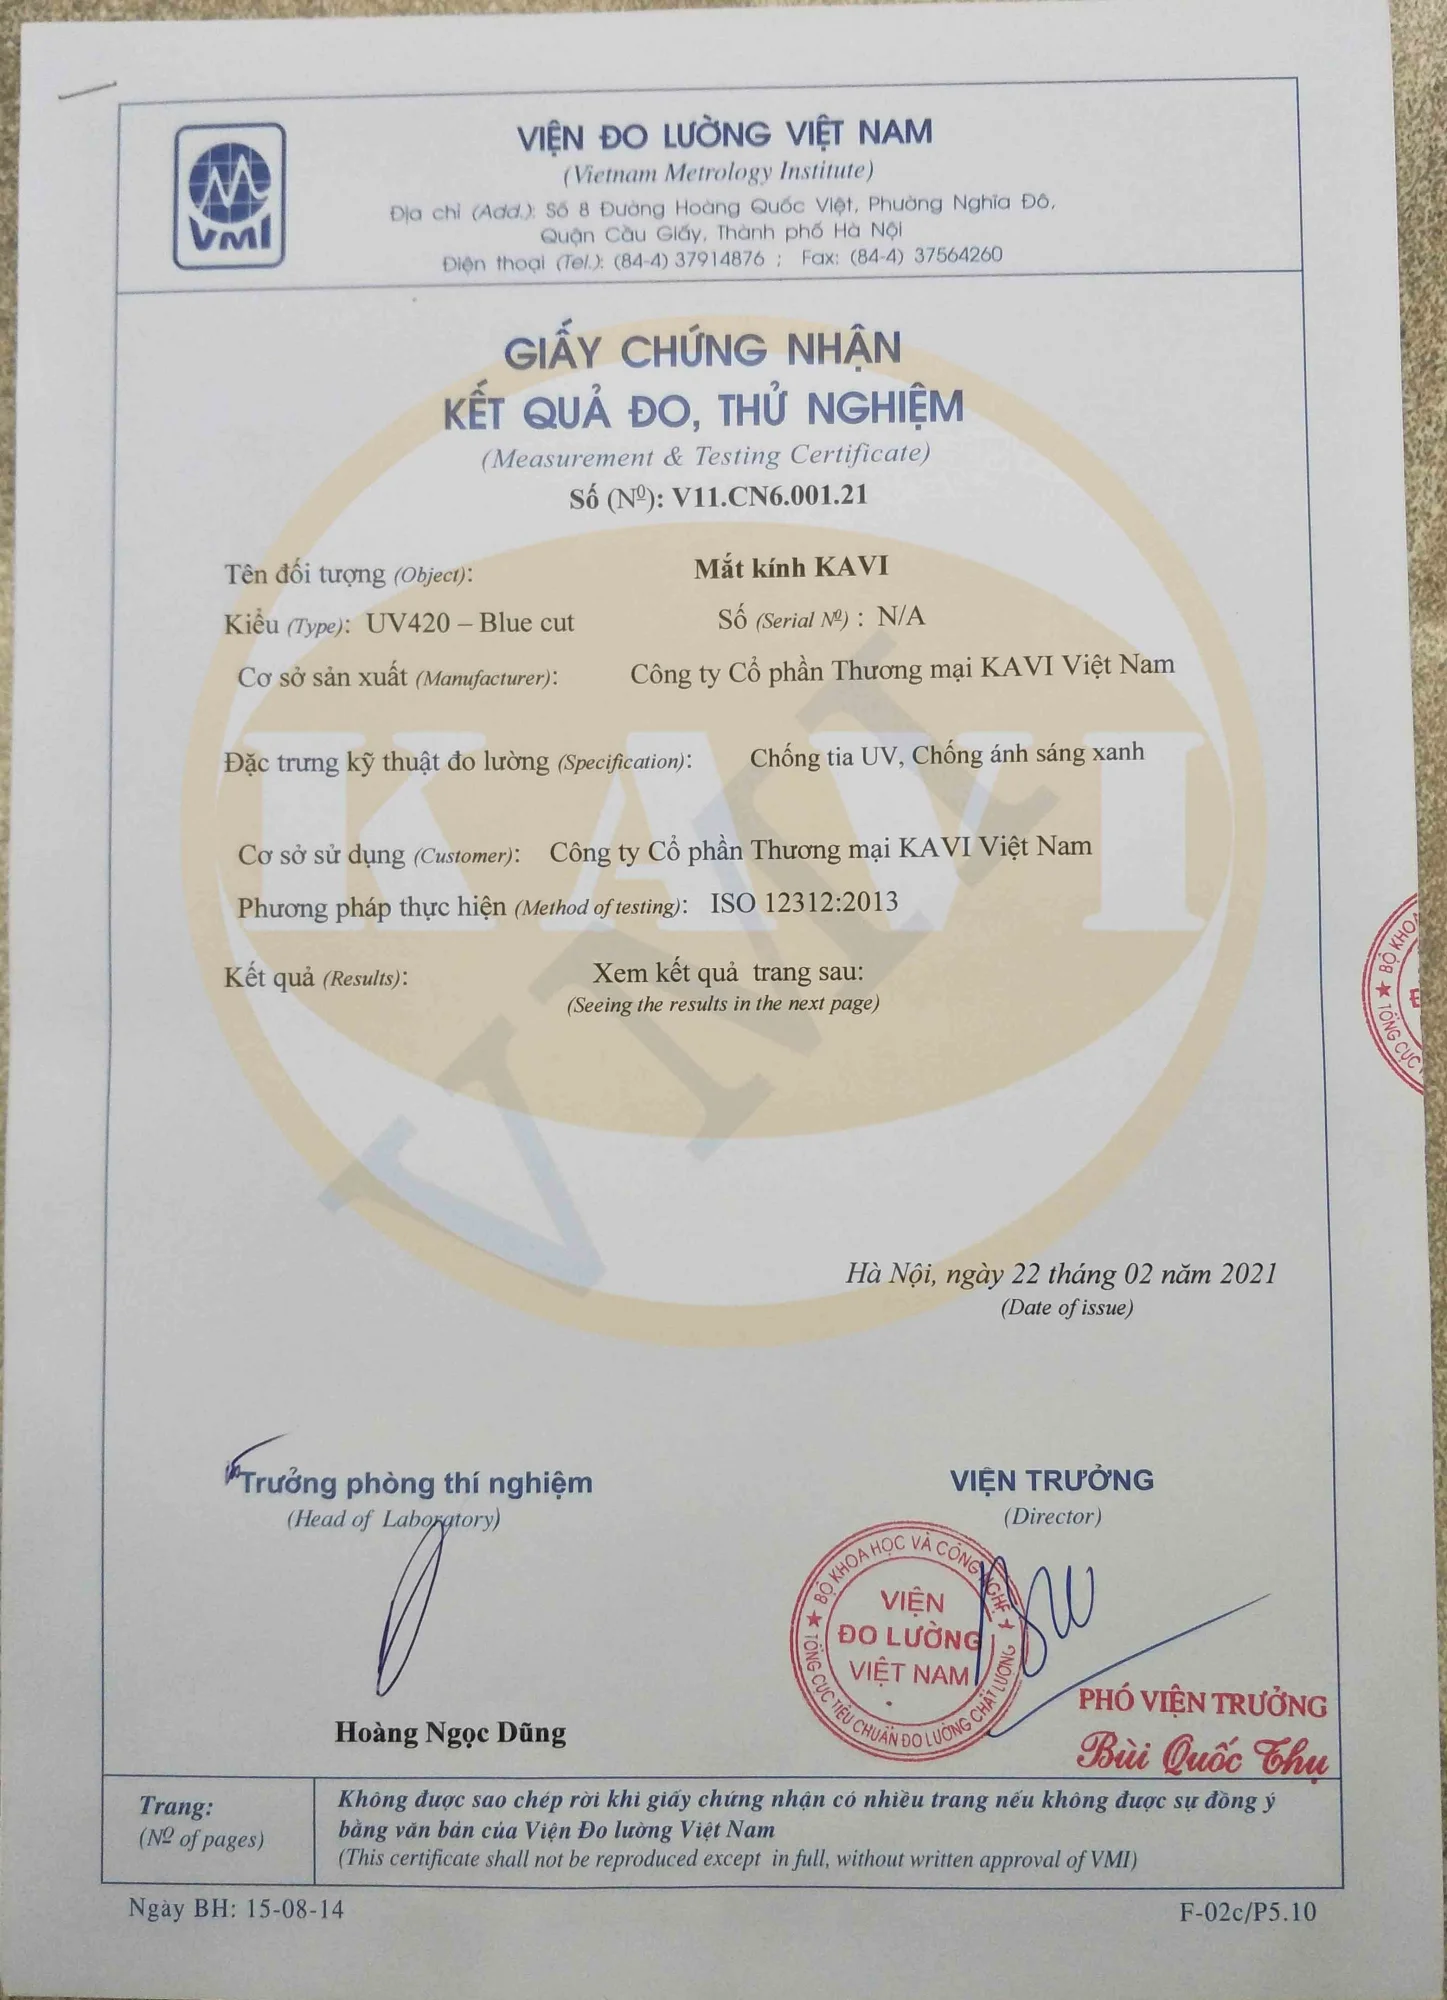 VMI
VIỆN ĐO LƯỜNG VIỆT NAM
(Vietnam Metrology Institute)
Địa chỉ (Add.): Số 8 Đường Hoàng Quốc Việt, Phường Nghĩa Đô,
Quận Cầu Giấy, Thành phố Hà Nội
Điện thoại (Tel.): (84-4) 37914876 ; Fax: (84-4) 37564260
GIẤY CHỨNG NHẬN
KẾT QUẢ ĐO, THỬ NGHIỆM
(Measurement & Testing Certificate)
Số (Nº): V11.CN6.001.21
Tên đối tượng (Object): Mắt kính KAVI
Kiểu (Type): UV420 – Blue cut Số (Serial Nº) : N/A
Cơ sở sản xuất (Manufacturer): Công ty Cổ phần Thương mại KAVI Việt Nam
Đặc trưng kỹ thuật đo lường (Specification): Chống tia UV, Chống ánh sáng xanh
KAVI
VMI
Cơ sở sử dụng (Customer): Công ty Cổ phần Thương mại KAVI Việt Nam
Phương pháp thực hiện (Method of testing): ISO 12312:2013
Kết quả (Results): Xem kết quả trang sau:
(Seeing the results in the next page)
★ BỘ KHOA
TỔNG CỤC
Hà Nội, ngày 22 tháng 02 năm 2021
(Date of issue)
Trưởng phòng thí nghiệm
(Head of Laboratory)
VIỆN TRƯỞNG
(Director)
★ BỘ KHOA HỌC VÀ CÔNG NGHỆ ★
TỔNG CỤC TIÊU CHUẨN ĐO LƯỜNG CHẤT LƯỢNG
VIỆN
ĐO LƯỜNG
VIỆT NAM
PHÓ VIỆN TRƯỞNG
Bùi Quốc Thụ
Hoàng Ngọc Dũng
Trang:
(Nº of pages)
Không được sao chép rời khi giấy chứng nhận có nhiều trang nếu không được sự đồng ý
bằng văn bản của Viện Đo lường Việt Nam
(This certificate shall not be reproduced except in full, without written approval of VMI)
Ngày BH: 15-08-14
F-02c/P5.10